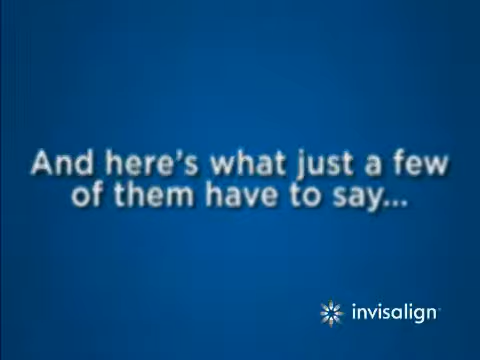 And here's what just a few
of them have to say...
invisalign